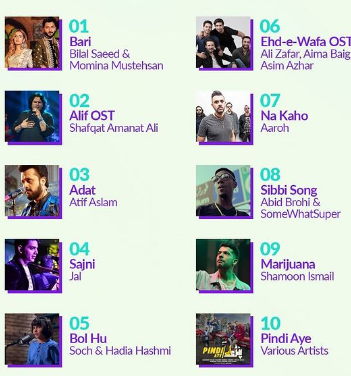 01
Bari
Bilal Saeed &
Momina Mustehsan
02
Alif OST
Shafqat Amanat Ali
03
Adat
Atif Aslam
04
Sajni
Jal
05
Bol Hu
Soch & Hadia Hashmi
06
Ehd-e-Wafa OST
Ali Zafar, Aima Baig
Asim Azhar
07
Na Kaho
Aaroh
08
Sibbi Song
Abid Brohi &
SomeWhatSuper
09
Marijuana
Shamoon Ismail
10
Pindi Aye
Various Artists
PINDI